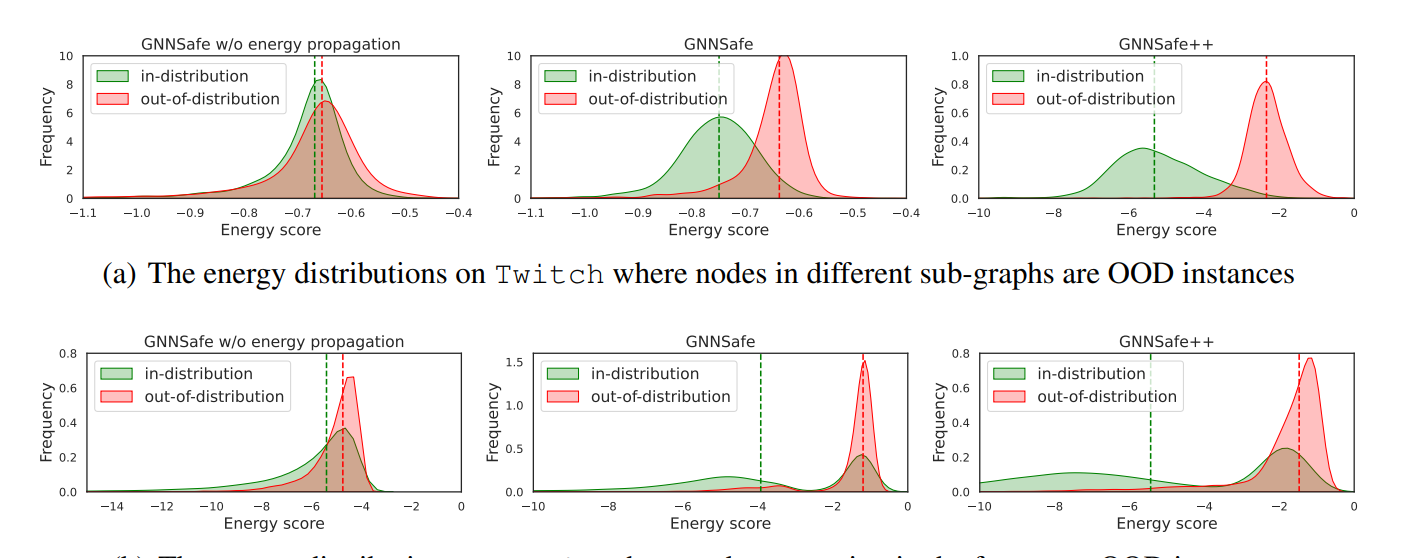 GNNSafe w/o energy propagation
10
8
6
4
2
0
Frequency
in-distribution
out-of-distribution
−1.1 −1.0 −0.9 −0.8 −0.7 −0.6 −0.5 −0.4
Energy score
GNNSafe
10
8
6
4
2
0
Frequency
in-distribution
out-of-distribution
−1.1 −1.0 −0.9 −0.8 −0.7 −0.6 −0.5 −0.4
Energy score
GNNSafe++
1.0
0.8
0.6
0.4
0.2
0.0
Frequency
in-distribution
out-of-distribution
−10 −8 −6 −4 −2 0
Energy score
(a) The energy distributions on Twitch where nodes in different sub-graphs are OOD instances
GNNSafe w/o energy propagation
0.8
0.6
0.4
0.2
0.0
Frequency
in-distribution
out-of-distribution
−14 −12 −10 −8 −6 −4 −2 0
Energy score
GNNSafe
1.5
1.0
0.5
0.0
Frequency
in-distribution
out-of-distribution
−10 −8 −6 −4 −2 0
Energy score
GNNSafe++
0.8
0.6
0.4
0.2
0.0
Frequency
in-distribution
out-of-distribution
−10 −8 −6 −4 −2 0
Energy score